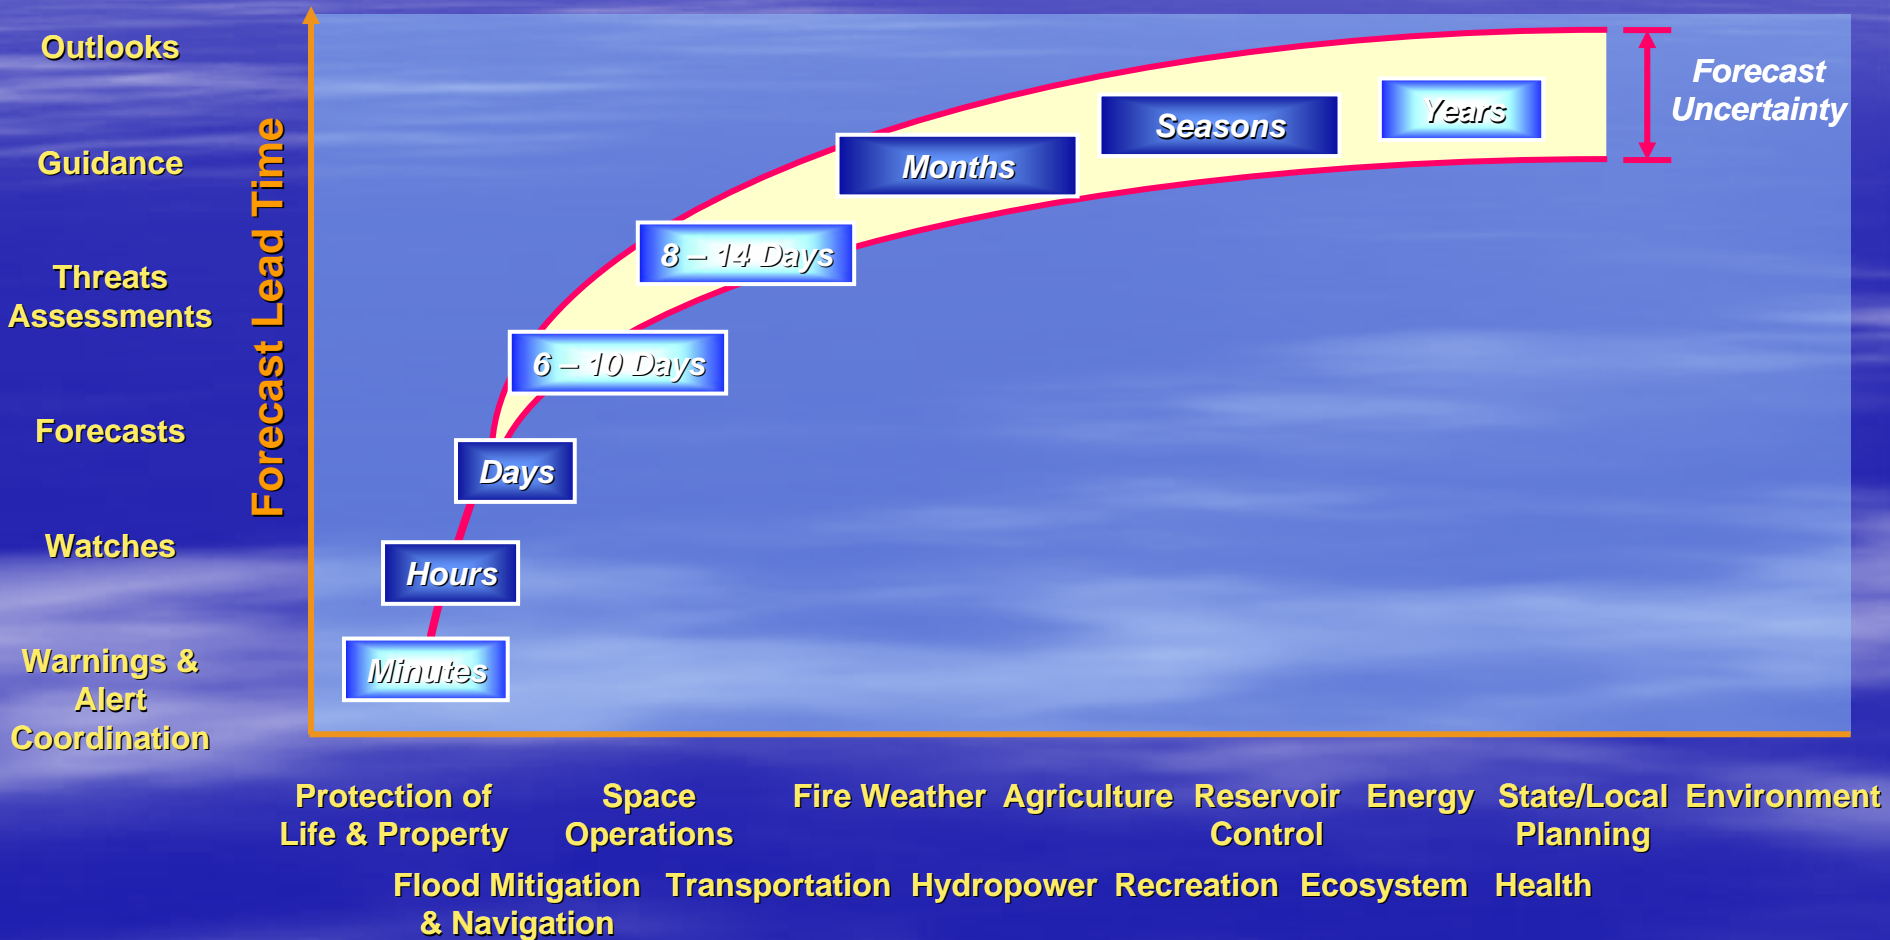 Outlooks
Guidance
Threats
Assessments
Forecasts
Watches
Warnings &
Alert
Coordination
Forecast Lead Time
Years
Seasons
Months
8 – 14 Days
6 – 10 Days
Days
Hours
Minutes
Forecast
Uncertainty
Protection of
Life & Property
Space
Operations
Fire Weather
Agriculture
Reservoir
Control
Energy
State/Local
Planning
Environment
Flood Mitigation
& Navigation
Transportation
Hydropower
Recreation
Ecosystem
Health